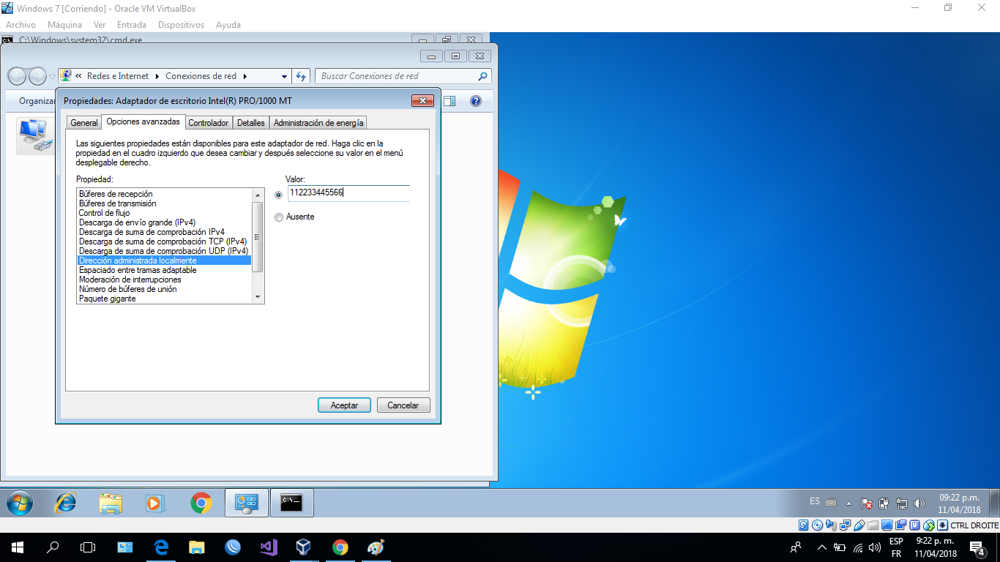 Windows 7 [Corriendo] - Oracle VM VirtualBox
Archivo Máquina Ver Entrada Dispositivos Ayuda
C:\Windows\system32\cmd.exe
« Redes e Internet Conexiones de red
Buscar Conexiones de red
Organizar
Propiedades: Adaptador de escritorio Intel(R) PRO/1000 MT
General Opciones avanzadas Controlador Detalles Administración de energía
Las siguientes propiedades están disponibles para este adaptador de red. Haga clic en la
propiedad en el cuadro izquierdo que desea cambiar y después seleccione su valor en el menú
desplegable derecho.
Propiedad:
Búferes de recepción
Búferes de transmisión
Control de flujo
Descarga de envío grande (IPv4)
Descarga de suma de comprobación IPv4
Descarga de suma de comprobación TCP (IPv4)
Descarga de suma de comprobación UDP (IPv4)
Dirección administrada localmente
Espaciado entre tramas adaptable
Moderación de interrupciones
Número de búferes de unión
Paquete gigante
Valor:
112233445566
Ausente
Aceptar Cancelar
C:\_
ES
09:22 p.m.
11/04/2018
CTRL DROITE
ESP
FR
9:22 p. m.
11/04/2018
4